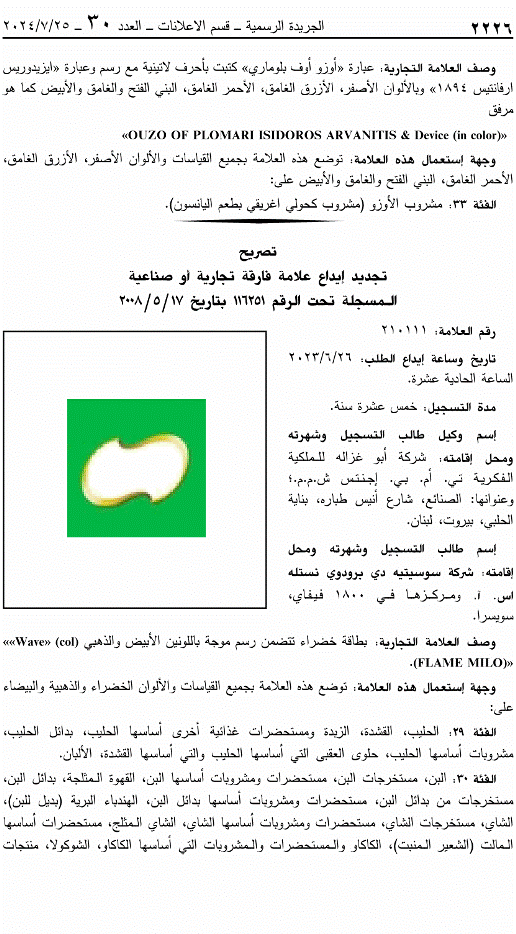 ٢٢٢٦ الجريدة الرسمية ــ قسم الاعلانات ــ العدد ٣٠ ــ ٢٠٢٤/٧/٢٥
وصف العلامة التجارية: عبارة «أوزو أوف بلوماري» كتبت بأحرف لاتينية مع رسم وعبارة «ايزيدوريس
ارفانتيس ١٨٩٤» وبالألوان الأصفر، الأزرق الغامق، الأحمر الغامق، البني الفتح والغامق والأبيض كما هو
مرفق
«OUZO OF PLOMARI ISIDOROS ARVANITIS & Device (in color)»
وجهة إستعمال هذه العلامة: توضع هذه العلامة بجميع القياسات والألوان الأصفر، الأزرق الغامق،
الأحمر الغامق، البني الفتح والغامق والأبيض على:
الفئة ٣٣: مشروب الأوزو (مشروب كحولي اغريقي بطعم اليانسون).
تصريح
تجديد إيداع علامة فارقة تجارية أو صناعية
المسجلة تحت الرقم ١١٦٢٥١ بتاريخ ٢٠٠٨/٥/١٧
رقم العلامة: ٢١٠١١١
تاريخ وساعة إيداع الطلب: ٢٠٢٣/٦/٢٦
الساعة الحادية عشرة.
مدة التسجيل: خمس عشرة سنة.
إسم وكيل طالب التسجيل وشهرته
ومحل إقامته: شركة أبو غزاله للملكية
الفكرية تي. أم. بي. إجنتس ش.م.م.؛
وعنوانها: الصنائع، شارع أنيس طباره، بناية
الحلبي، بيروت، لبنان.
إسم طالب التسجيل وشهرته ومحل
إقامته: شركة سوسيتيه دي برودوي نستله
اس. آ. ومركزها في ١٨٠٠ فيفاي،
سويسرا.
وصف العلامة التجارية: بطاقة خضراء تتضمن رسم موجة باللونين الأبيض والذهبي «Wave» (col)»
«(FLAME MILO).
وجهة إستعمال هذه العلامة: توضع هذه العلامة بجميع القياسات والألوان الخضراء والذهبية والبيضاء
على:
الفئة ٢٩: الحليب، القشدة، الزبدة ومستحضرات غذائية أخرى أساسها الحليب، بدائل الحليب،
مشروبات أساسها الحليب، حلوى العقبى التي أساسها الحليب والتي أساسها القشدة، الألبان.
الفئة ٣٠: البن، مستخرجات البن، مستحضرات ومشروبات أساسها البن، القهوة المثلجة، بدائل البن،
مستخرجات من بدائل البن، مستحضرات ومشروبات أساسها بدائل البن، الهندباء البرية (بديل للبن)،
الشاي، مستخرجات الشاي، مستحضرات ومشروبات أساسها الشاي، الشاي المثلج، مستحضرات أساسها
المالت (الشعير المنبت)، الكاكاو والمستحضرات والمشروبات التي أساسها الكاكاو، الشوكولا، منتجات